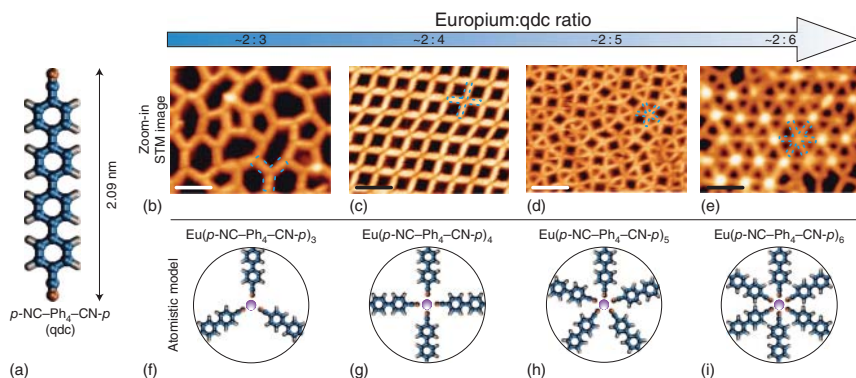 Europium:qdc ratio
~2:3
~2:4
~2:5
~2:6
2.09 nm
p-NC–Ph4–CN-p
(qdc)
(a)
Zoom-in
STM image
(b)
(c)
(d)
(e)
Atomistic model
Eu(p-NC–Ph4–CN-p)3
Eu(p-NC–Ph4–CN-p)4
Eu(p-NC–Ph4–CN-p)5
Eu(p-NC–Ph4–CN-p)6
(f)
(g)
(h)
(i)